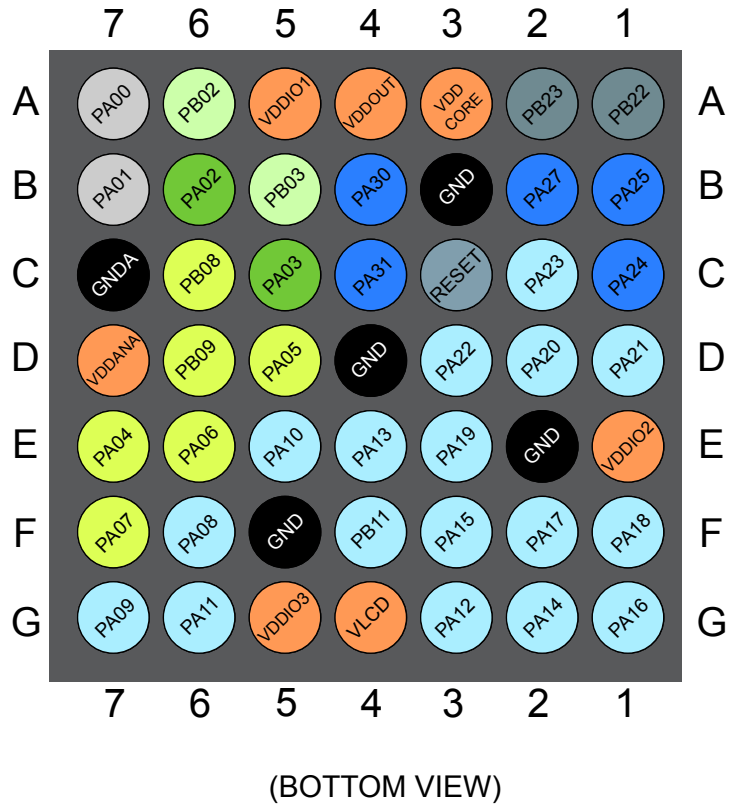 7 6 5 4 3 2 1
A PA00 PB02 VDDIO1 VDDOUT VDD CORE PB23 PB22 A
B PA01 PA02 PB03 PA30 GND PA27 PA25 B
C GNDA PB08 PA03 PA31 RESET PA23 PA24 C
D VDDANA PB09 PA05 GND PA22 PA20 PA21 D
E PA04 PA06 PA10 PA13 PA19 GND VDDIO2 E
F PA07 PA08 GND PB11 PA15 PA17 PA18 F
G PA09 PA11 VDDIO3 VLCD PA12 PA14 PA16 G
7 6 5 4 3 2 1
(BOTTOM VIEW)